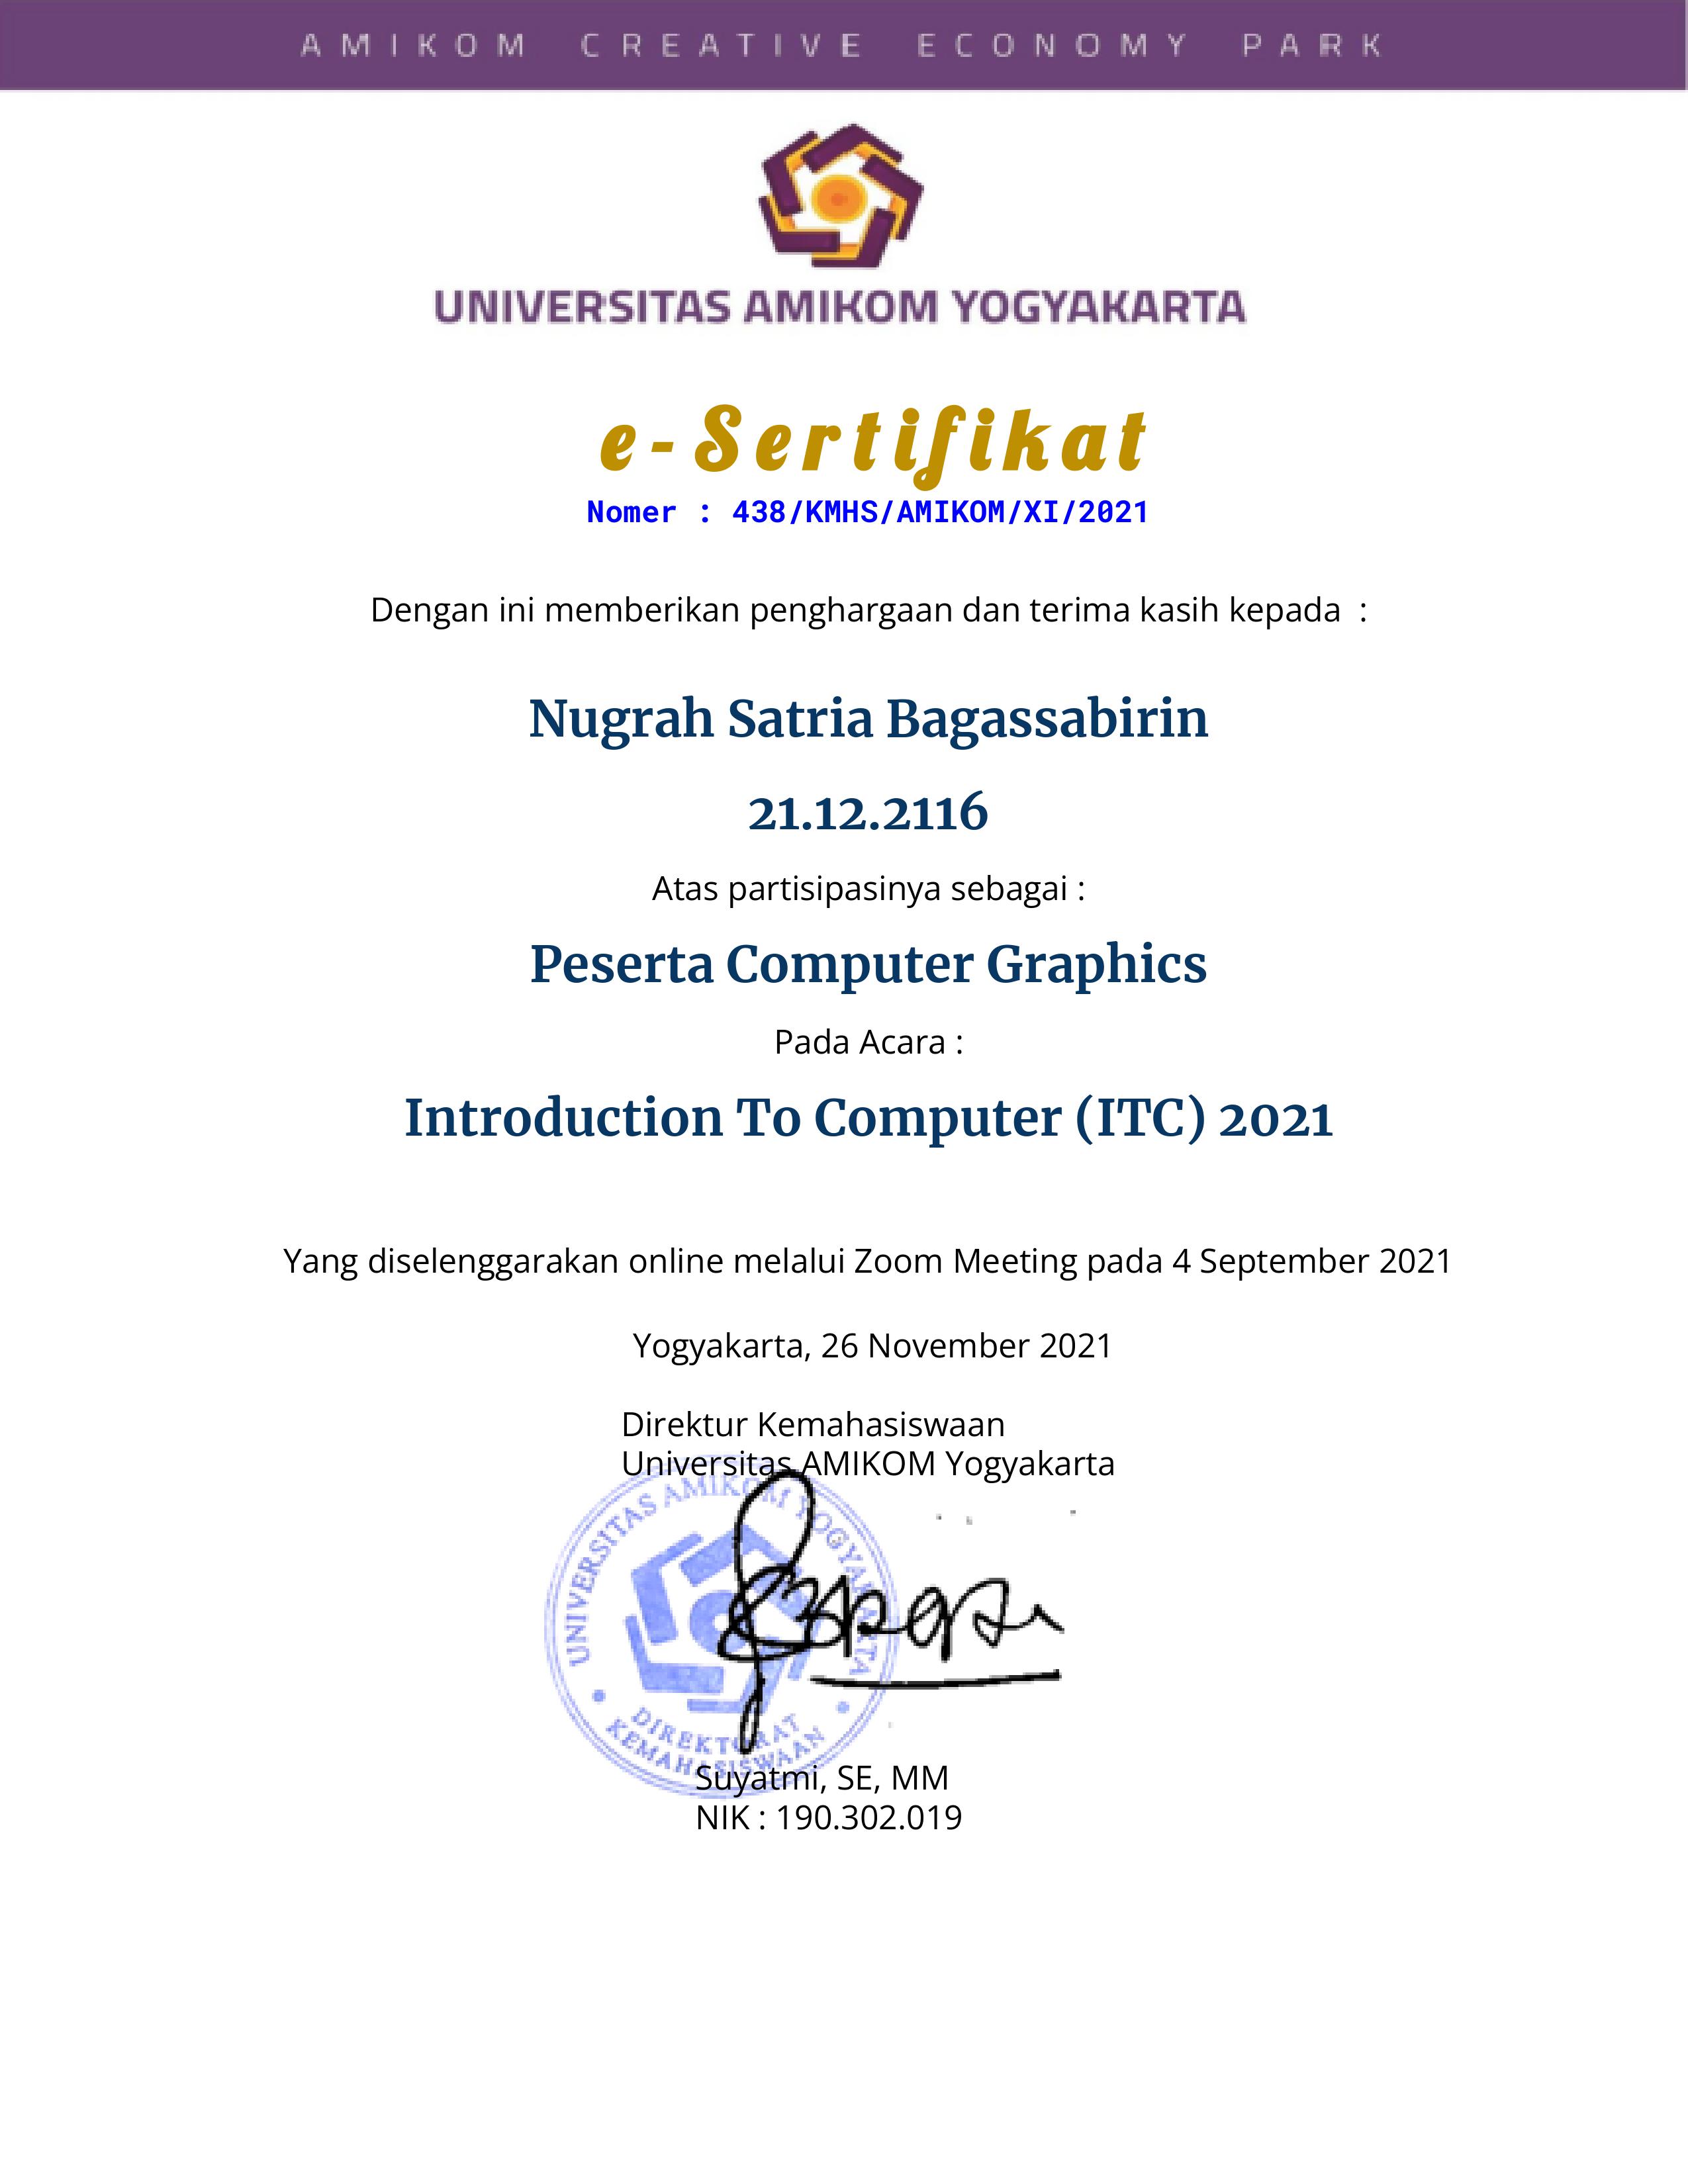 AMIKOM CREATIVE ECONOMY PARK
UNIVERSITAS AMIKOM YOGYAKARTA
e-Sertifikat
Nomer : 438/KMHS/AMIKOM/XI/2021
Dengan ini memberikan penghargaan dan terima kasih kepada :
Nugrah Satria Bagassabirin
21.12.2116
Atas partisipasinya sebagai :
Peserta Computer Graphics
Pada Acara :
Introduction To Computer (ITC) 2021
Yang diselenggarakan online melalui Zoom Meeting pada 4 September 2021
Yogyakarta, 26 November 2021
Direktur Kemahasiswaan
Universitas AMIKOM Yogyakarta
UNIVERSITAS AMIKOM YOGYAKARTA
DIREKTORAT
KEMAHASISWAAN
Suyatmi, SE, MM
NIK : 190.302.019